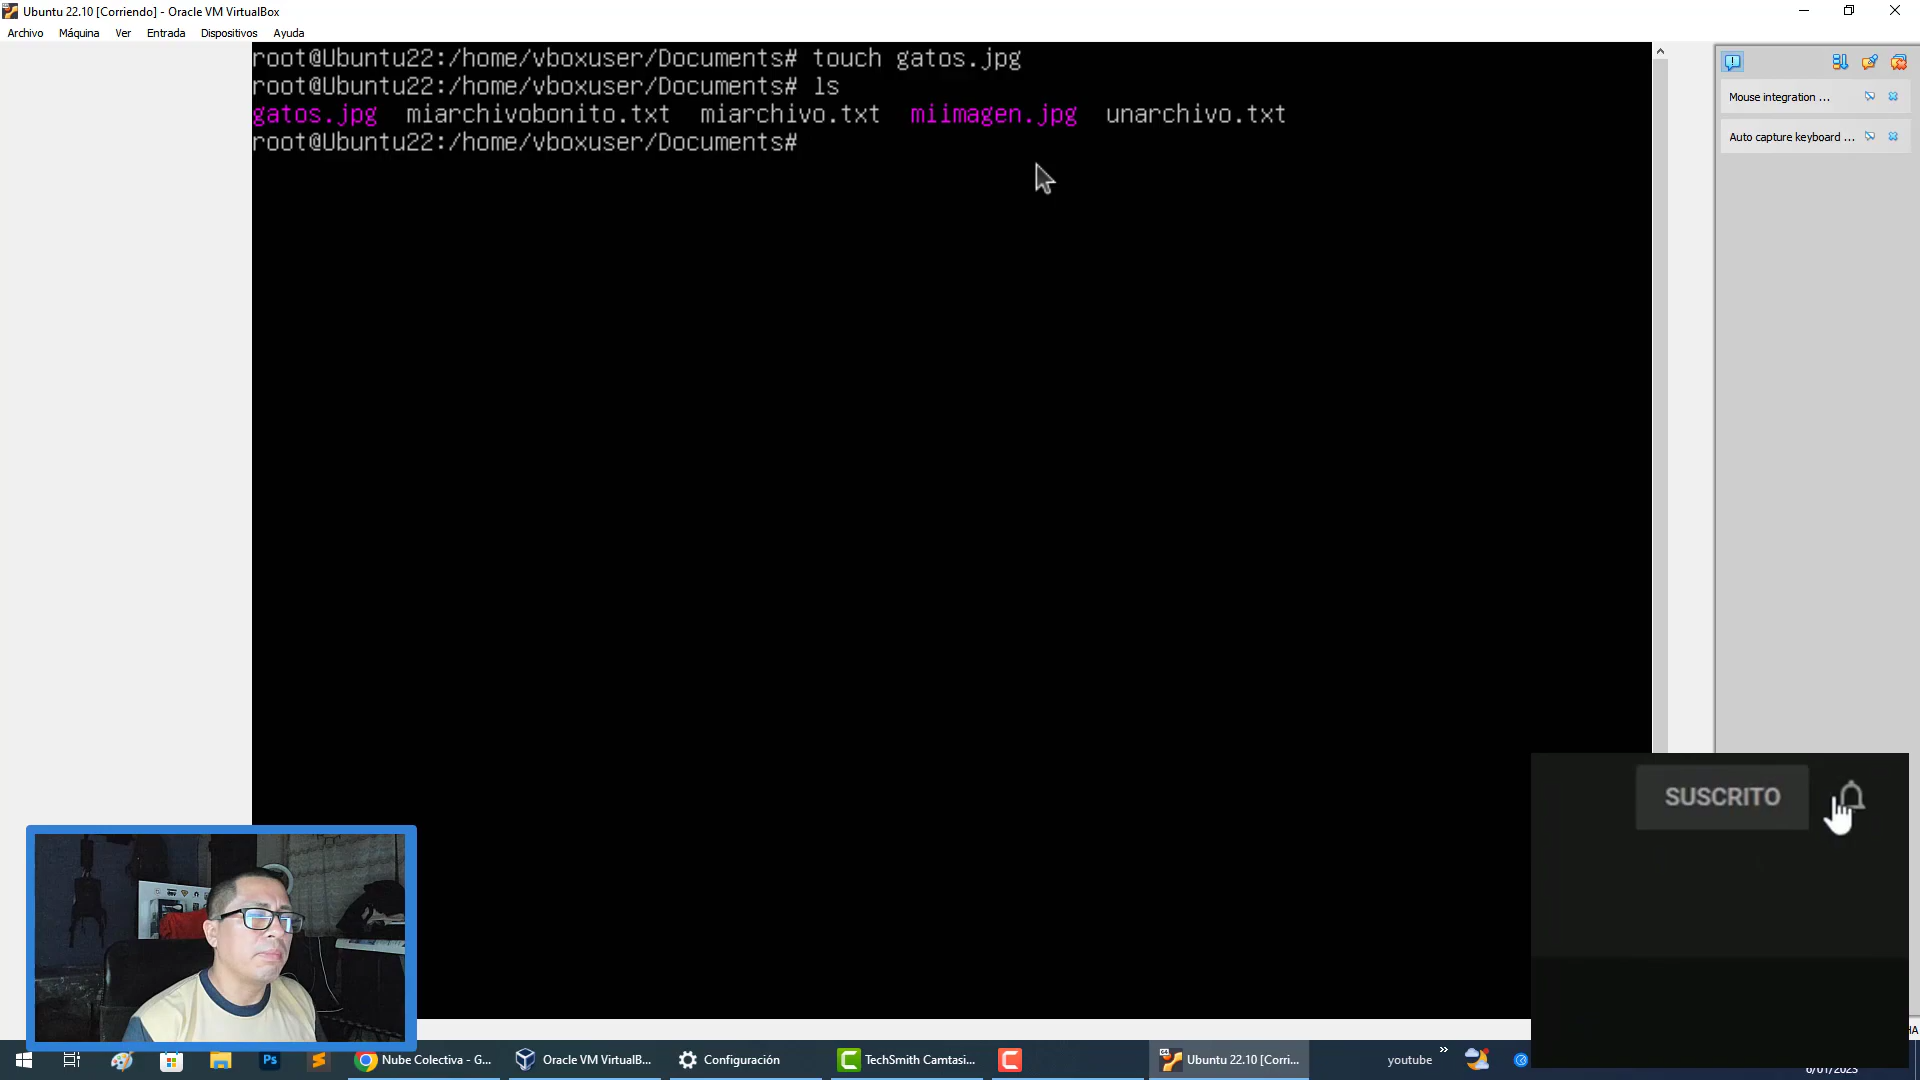 Ubuntu 22.10 [Corriendo] - Oracle VM VirtualBox
Archivo Máquina Ver Entrada Dispositivos Ayuda
root@Ubuntu22:/home/vboxuser/Documents# touch gatos.jpg
root@Ubuntu22:/home/vboxuser/Documents# ls
gatos.jpg miarchivobonito.txt miarchivo.txt miimagen.jpg unarchivo.txt
root@Ubuntu22:/home/vboxuser/Documents#
Mouse integration ...
Auto capture keyboard ...
SUSCRITO
Ps
Nube Colectiva - G...
Oracle VM VirtualB...
Configuración
TechSmith Camtasi...
Ubuntu 22.10 [Corri...
youtube